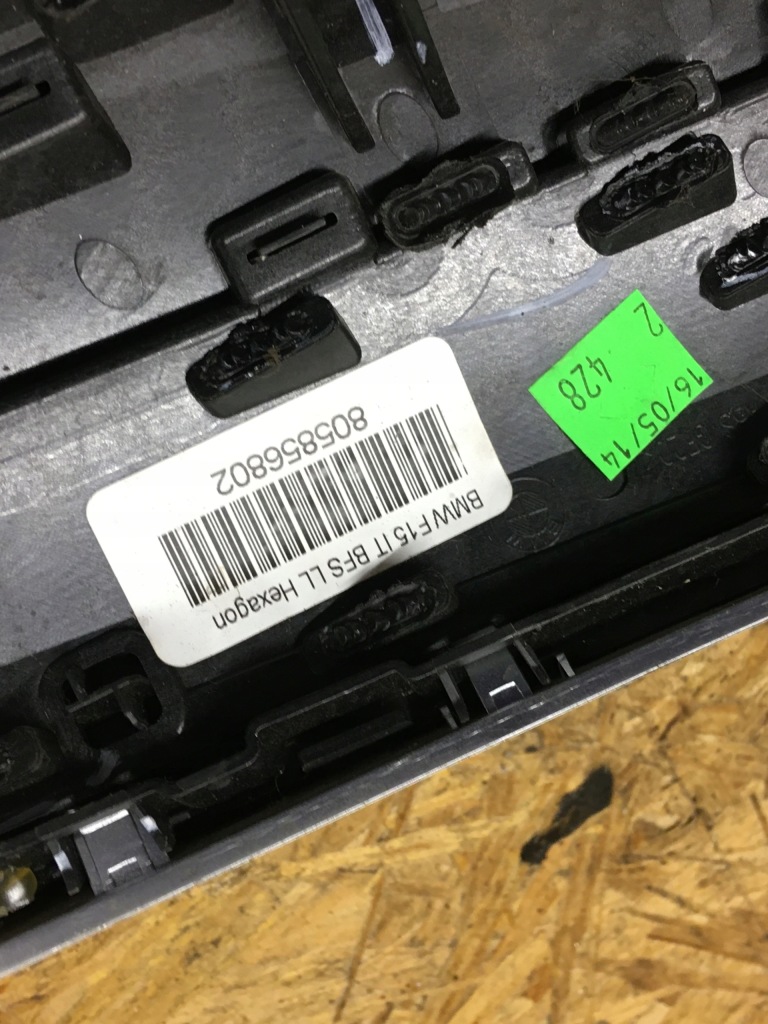 BMW F15 IT BFS LL Hexagon
805856802
16/05/14
428
2